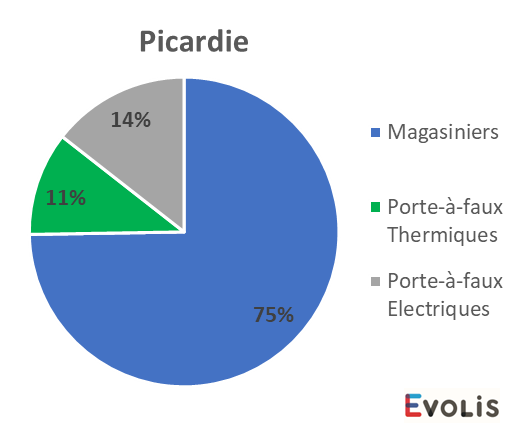 Picardie
14%
11%
75%
Magasiniers
Porte-à-faux
Thermiques
Porte-à-faux
Electriques
EVOLIS